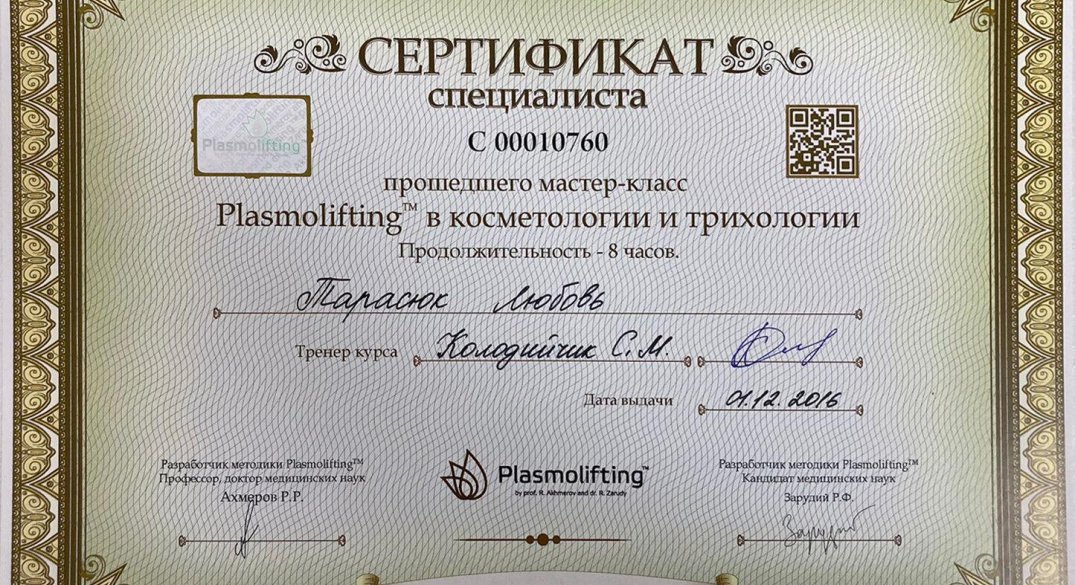 СЕРТИФИКАТ
специалиста
С 00010760
Plasmolifting
прошедшего мастер-класс
Plasmolifting™ в косметологии и трихологии
Продолжительность - 8 часов.
Тарасюк Любовь
Тренер курса Колодийчик С.М.
Дата выдачи 01.12.2016
Разработчик методики Plasmolifting™
Профессор, доктор медицинских наук
Ахмеров Р.Р.
Plasmolifting™
by prof. R. Akhmerov and dr. R. Zarudy
Разработчик методики Plasmolifting™
Кандидат медицинских наук
Зарудий Р.Ф.